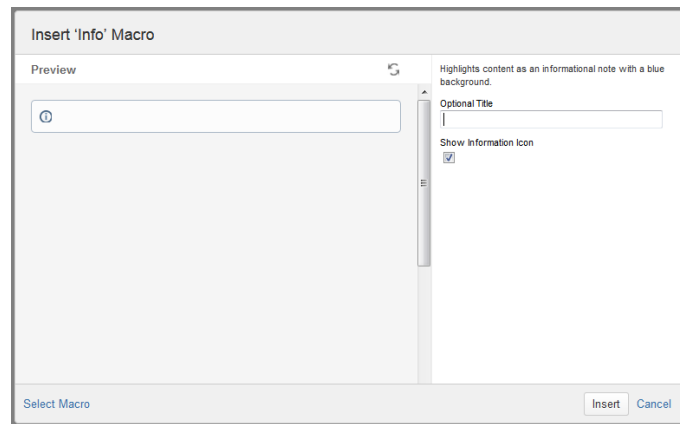 Insert 'Info' Macro
Preview
Highlights content as an informational note with a blue
background.
Optional Title
Show Information Icon
Select Macro
Insert Cancel